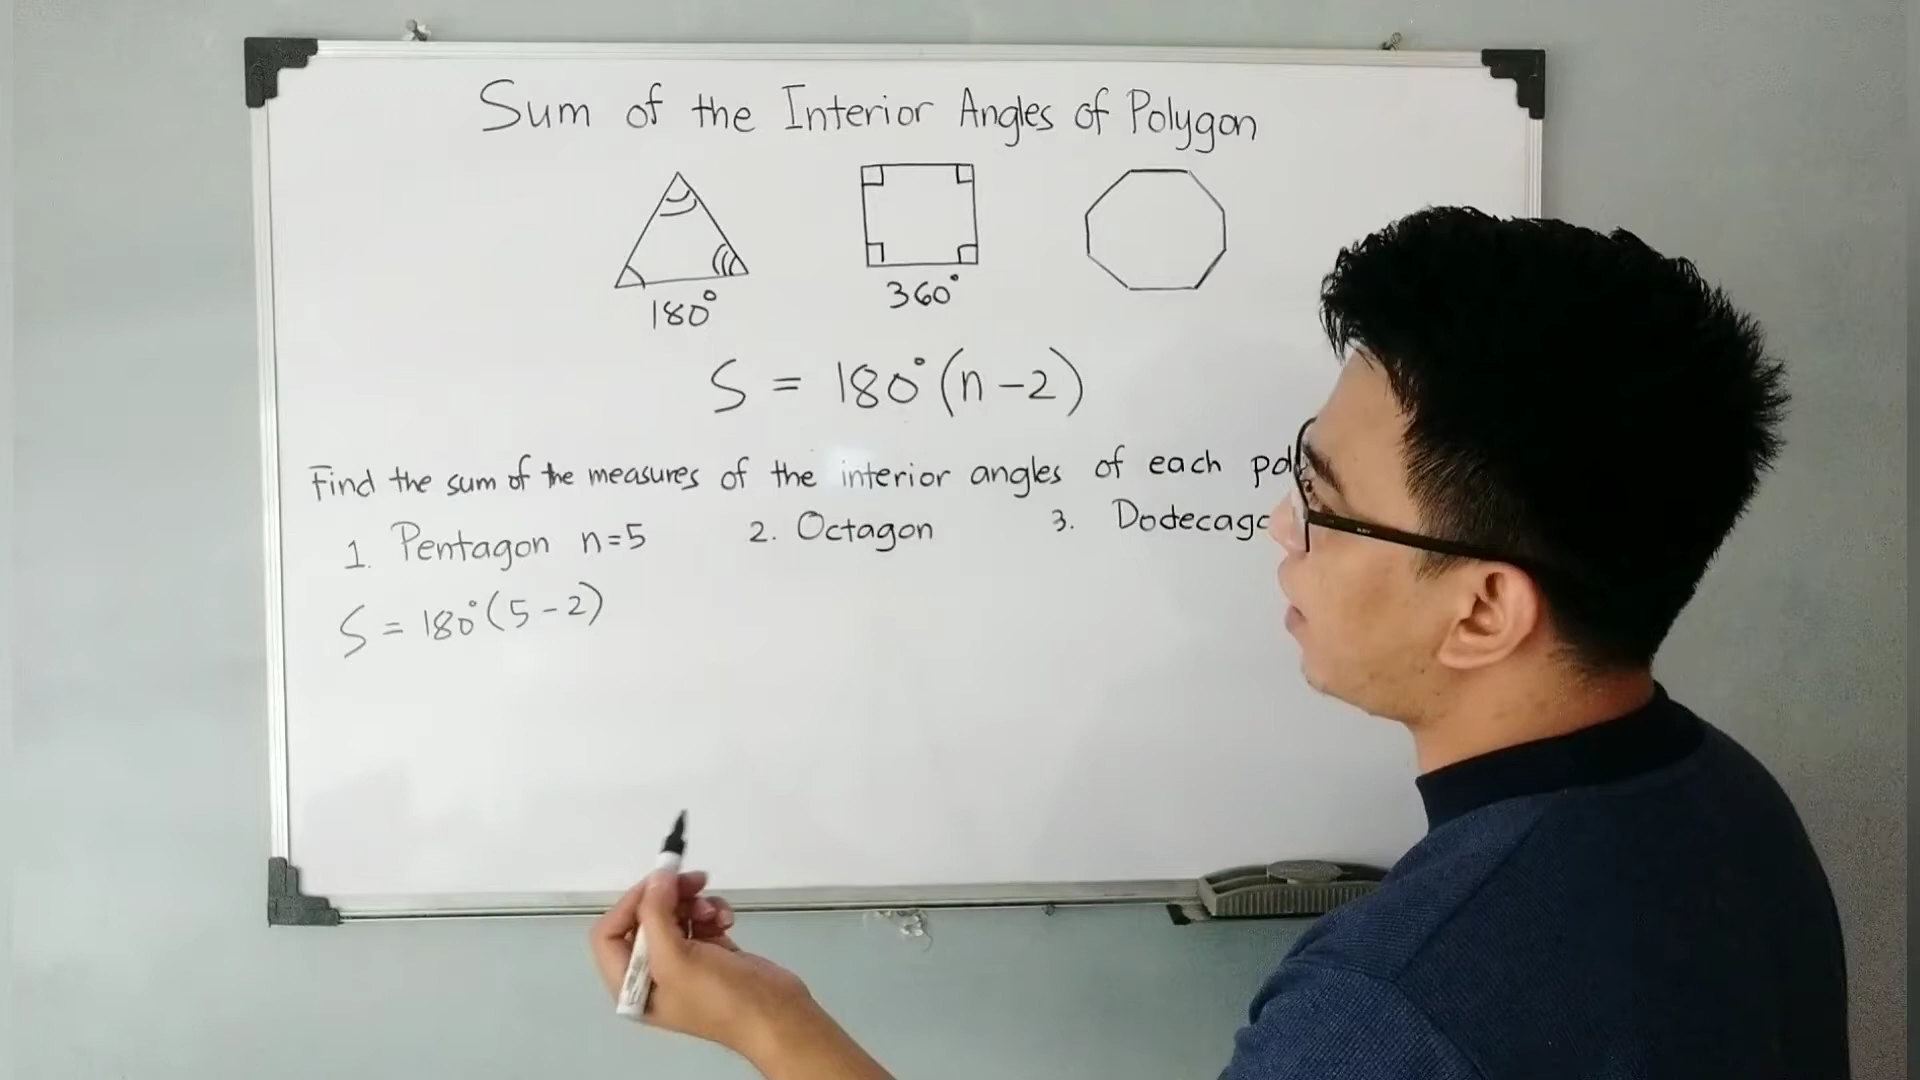 Sum of the Interior Angles of Polygon
180° 360°
S = 180°(n-2)
Find the sum of the measures of the interior angles of each
1. Pentagon n=5 2. Octagon 3.
S = 180°(5-2)